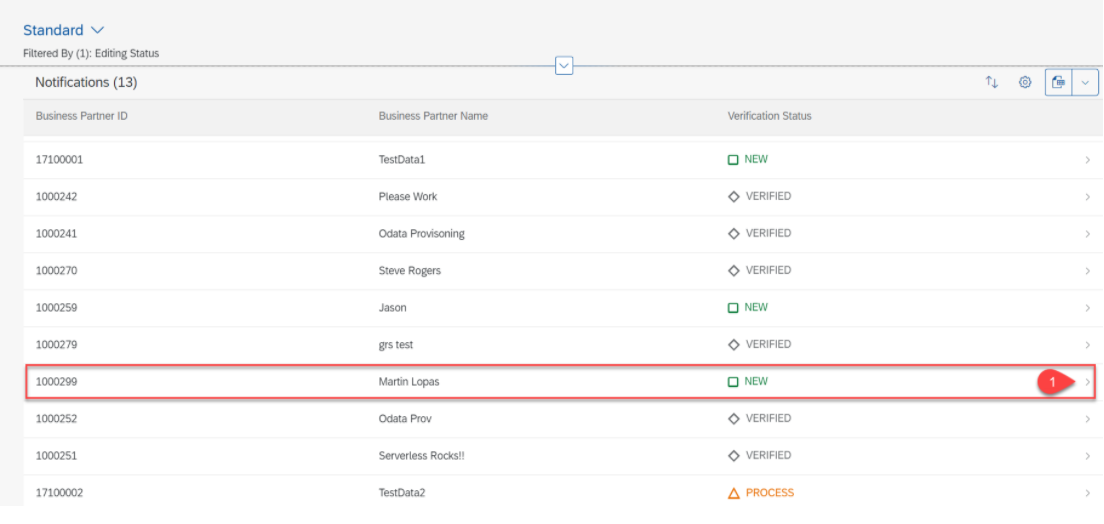 Standard
Filtered By (1): Editing Status
Notifications (13)
Business Partner ID Business Partner Name Verification Status
17100001 TestData1 NEW
1000242 Please Work VERIFIED
1000241 Odata Provisoning VERIFIED
1000270 Steve Rogers VERIFIED
1000259 Jason NEW
1000279 grs test VERIFIED
1000299 Martin Lopas NEW 1
1000252 Odata Prov VERIFIED
1000251 Serverless Rocks!! VERIFIED
17100002 TestData2 PROCESS